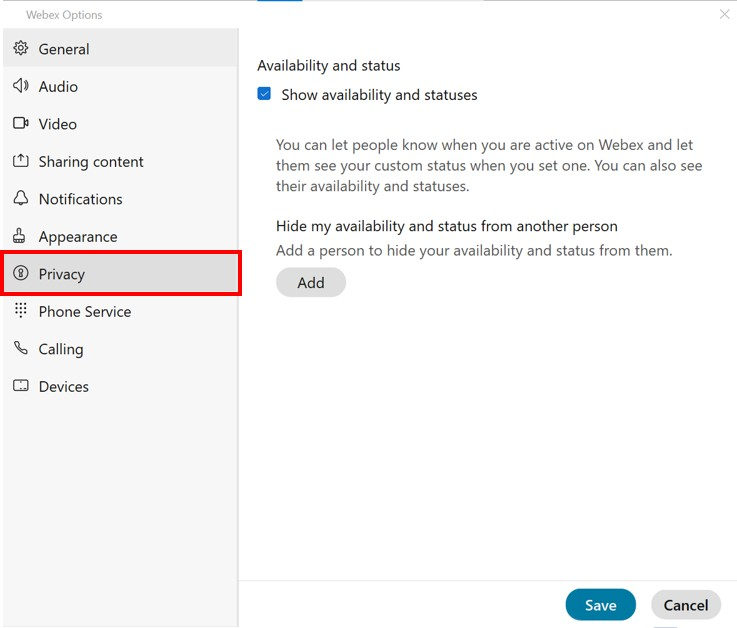 Webex Options
General
Audio
Video
Sharing content
Notifications
Appearance
Privacy
Phone Service
Calling
Devices
Availability and status
Show availability and statuses
You can let people know when you are active on Webex and let
them see your custom status when you set one. You can also see
their availability and statuses.
Hide my availability and status from another person
Add a person to hide your availability and status from them.
Add
Save
Cancel